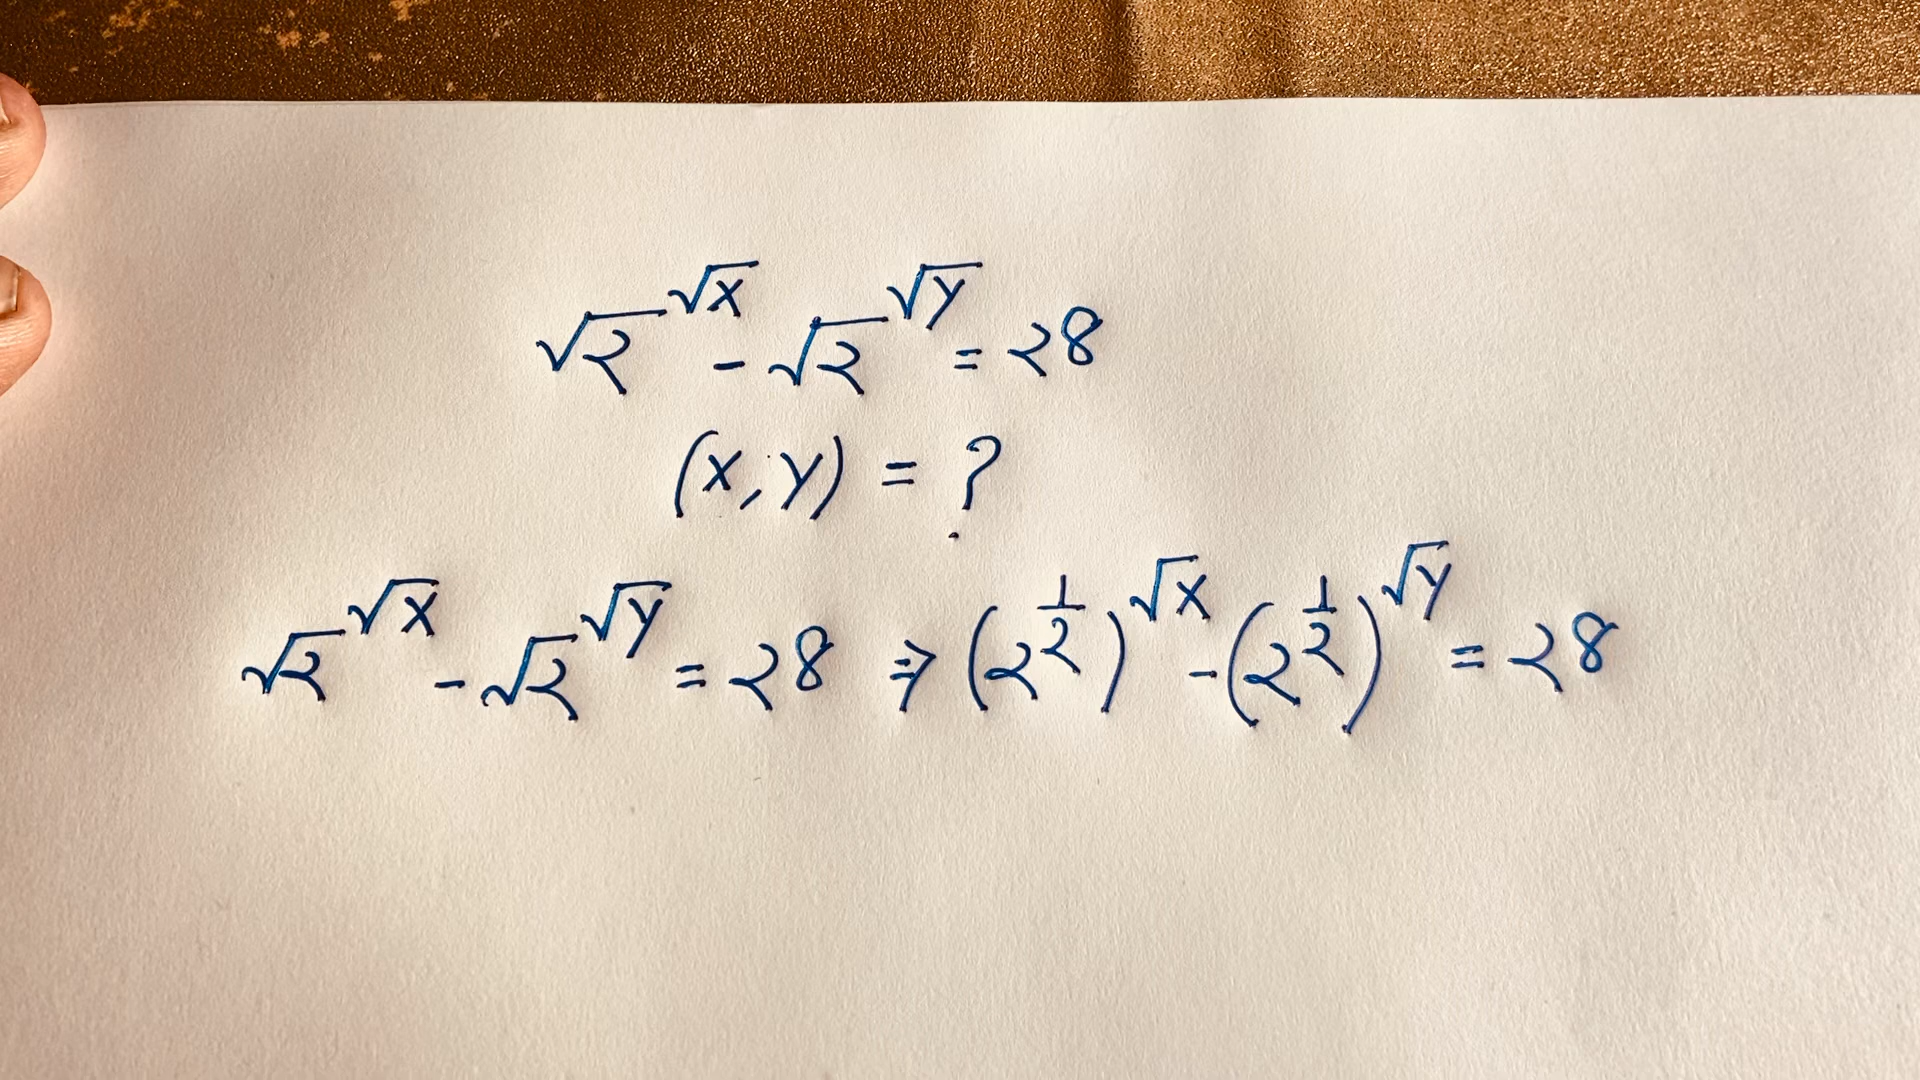 √2^√x - √2^√y = 28
(x, y) = ?
√2^√x - √2^√y = 28 ⇒ (2^(1/2))^√x - (2^(1/2))^√y = 28